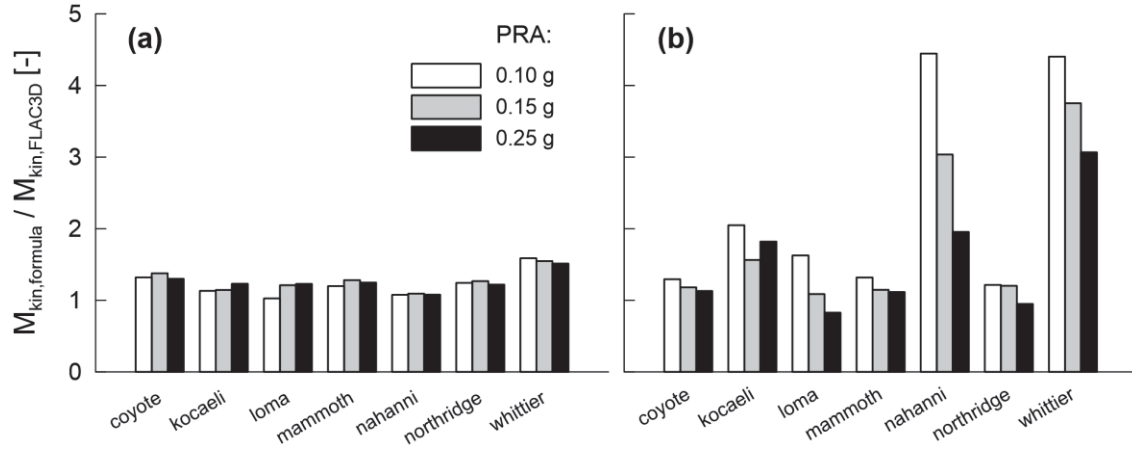 M_kin,formula / M_kin,FLAC3D [-]
5
4
3
2
1
0
(a)
PRA:
0.10 g
0.15 g
0.25 g
(b)
coyote
kocaeli
loma
mammoth
nahanni
northridge
whittier
coyote
kocaeli
loma
mammoth
nahanni
northridge
whittier